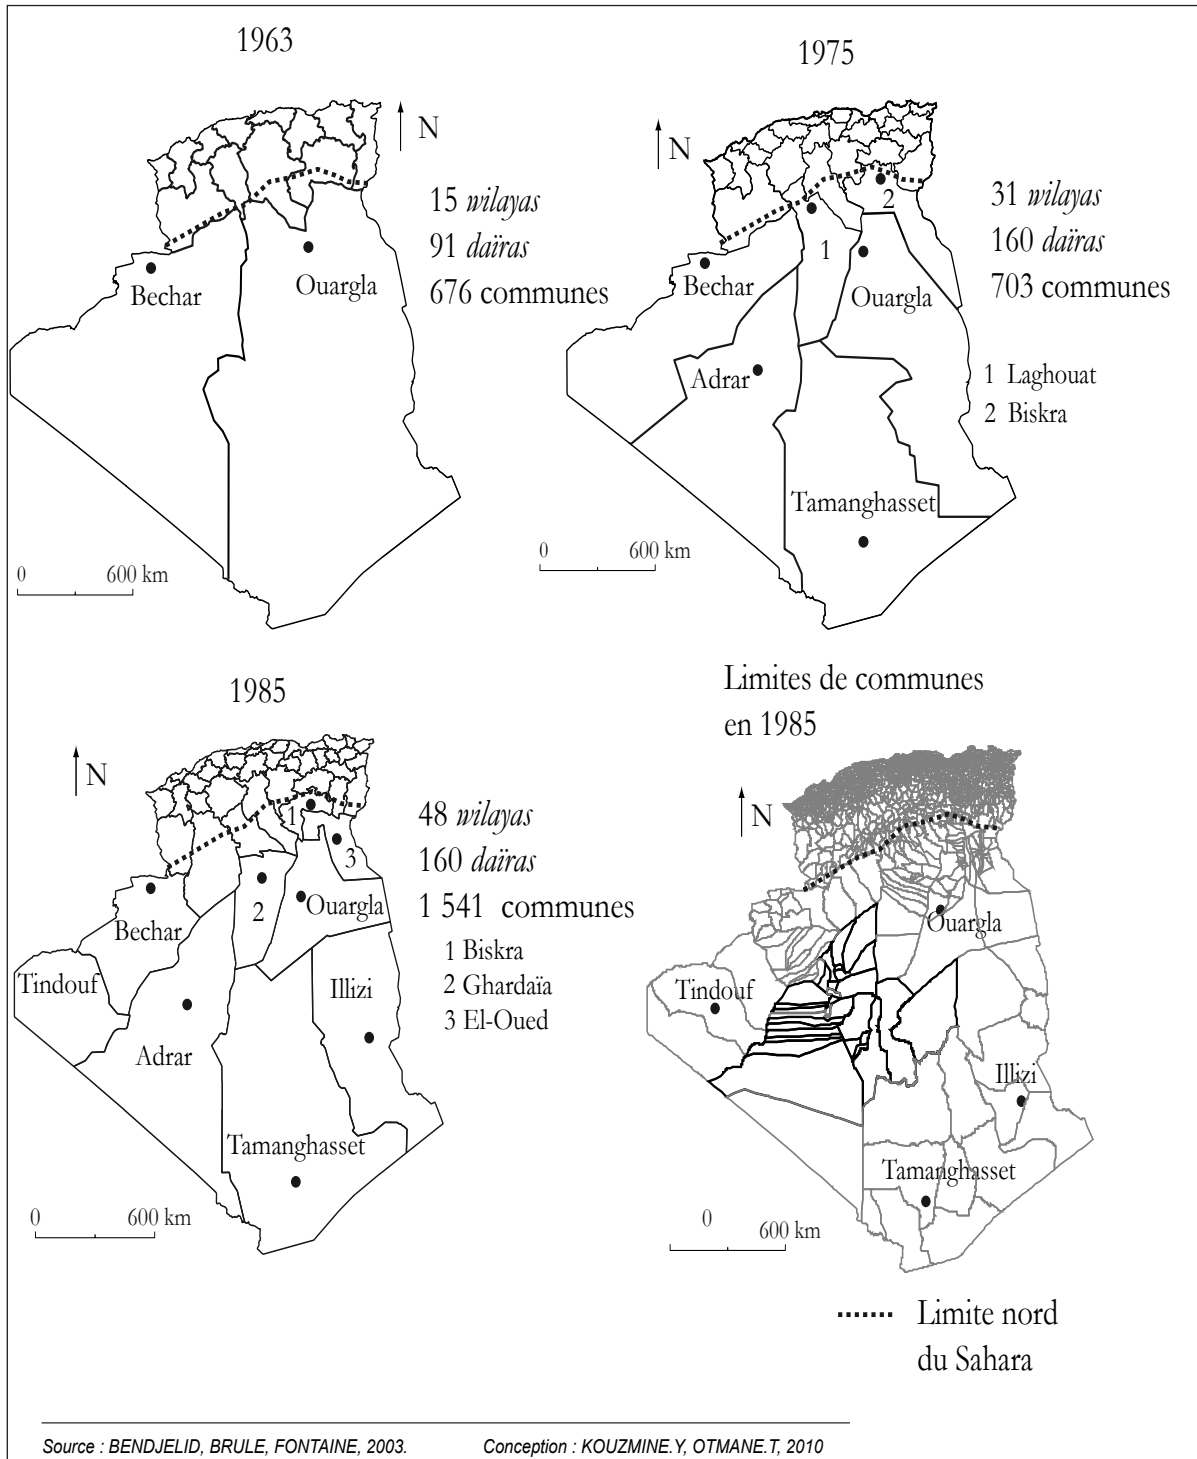 1963
N
15 wilayas
91 daïras
676 communes
Bechar
Ouargla
0 600 km
1975
N
31 wilayas
160 daïras
703 communes
2
1
Bechar
Ouargla
Adrar
1 Laghouat
2 Biskra
Tamanghasset
0 600 km
1985
N
48 wilayas
160 daïras
1 541 communes
1
3
2
Ouargla
Bechar
Tindouf
Illizi
Adrar
1 Biskra
2 Ghardaïa
3 El-Oued
Tamanghasset
0 600 km
Limites de communes
en 1985
N
Ouargla
Tindouf
Illizi
Tamanghasset
0 600 km
Limite nord
du Sahara
Source : BENDJELID, BRULE, FONTAINE, 2003. Conception : KOUZMINE.Y, OTMANE.T, 2010